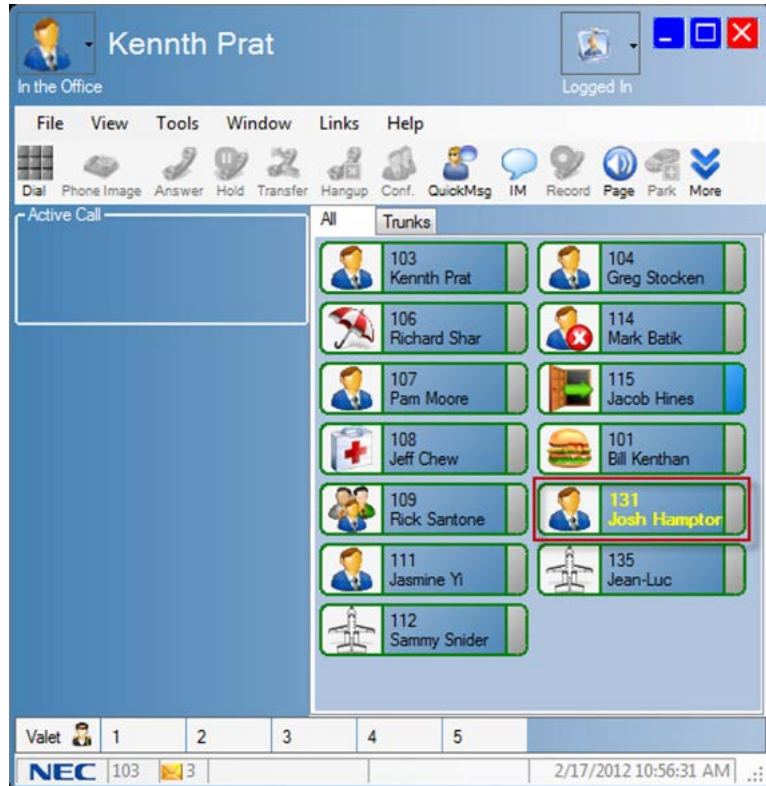 Kennth Prat
In the Office
Logged In
File View Tools Window Links Help
Dial Phone Image Answer Hold Transfer Hangup Conf. QuickMsg IM Record Page Park More
Active Call
All Trunks
103
Kennth Prat
104
Greg Stocken
106
Richard Shar
114
Mark Batik
107
Pam Moore
115
Jacob Hines
108
Jeff Chew
101
Bill Kenthan
109
Rick Santone
131
Josh Hamptor
111
Jasmine Yi
135
Jean-Luc
112
Sammy Snider
Valet 1 2 3 4 5
NEC 103 3 2/17/2012 10:56:31 AM